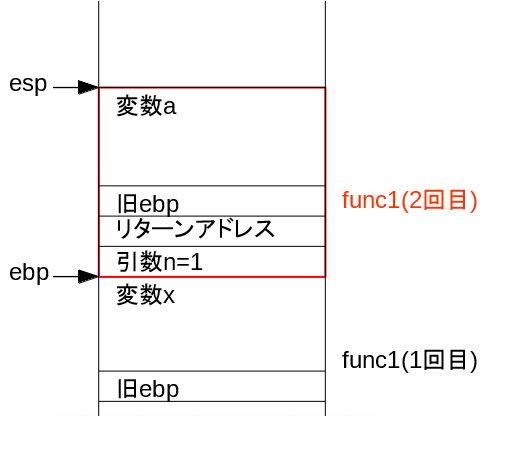 esp
変数a
旧ebp
func1(2回目)
リターンアドレス
引数n=1
ebp
変数x
func1(1回目)
旧ebp